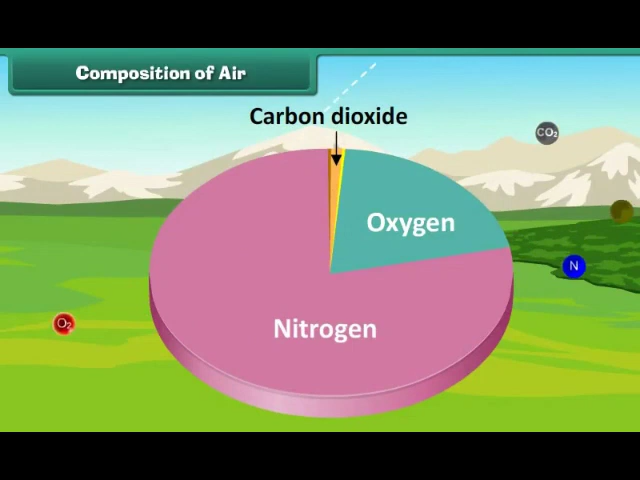 Composition of Air
Carbon dioxide
CO₂
Oxygen
N
O₂
Nitrogen